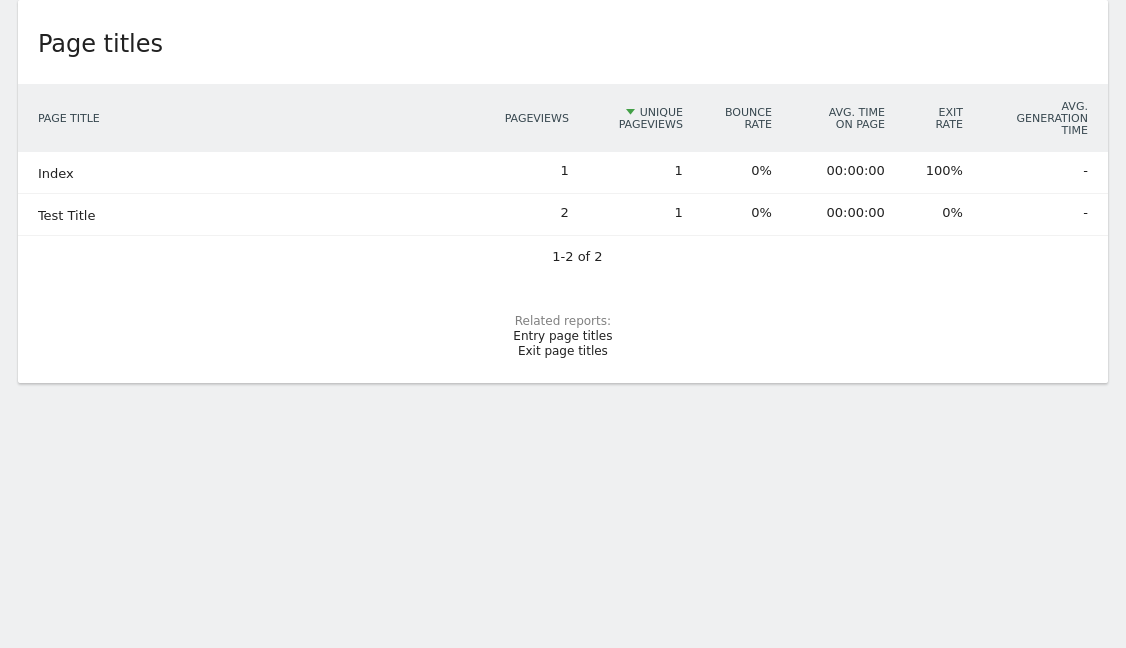 Page titles
PAGE TITLE PAGEVIEWS UNIQUE PAGEVIEWS BOUNCE RATE AVG. TIME ON PAGE EXIT RATE AVG. GENERATION TIME
Index 1 1 0% 00:00:00 100% -
Test Title 2 1 0% 00:00:00 0% -
1-2 of 2
Related reports:
Entry page titles
Exit page titles